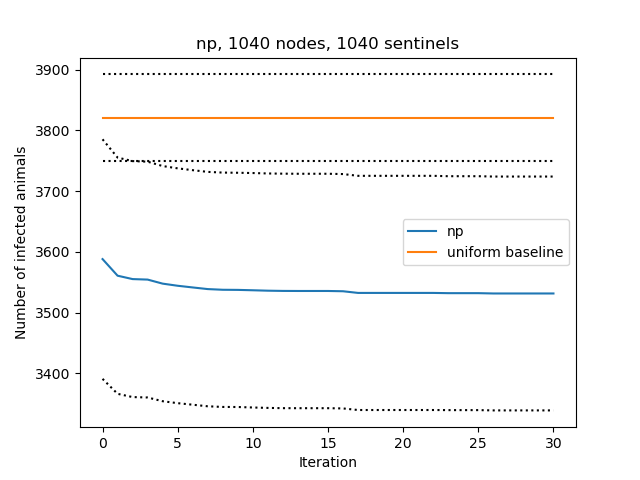 np, 1040 nodes, 1040 sentinels
3900
3800
3700
3600
3500
3400
Number of infected animals
np
uniform baseline
0 5 10 15 20 25 30
Iteration